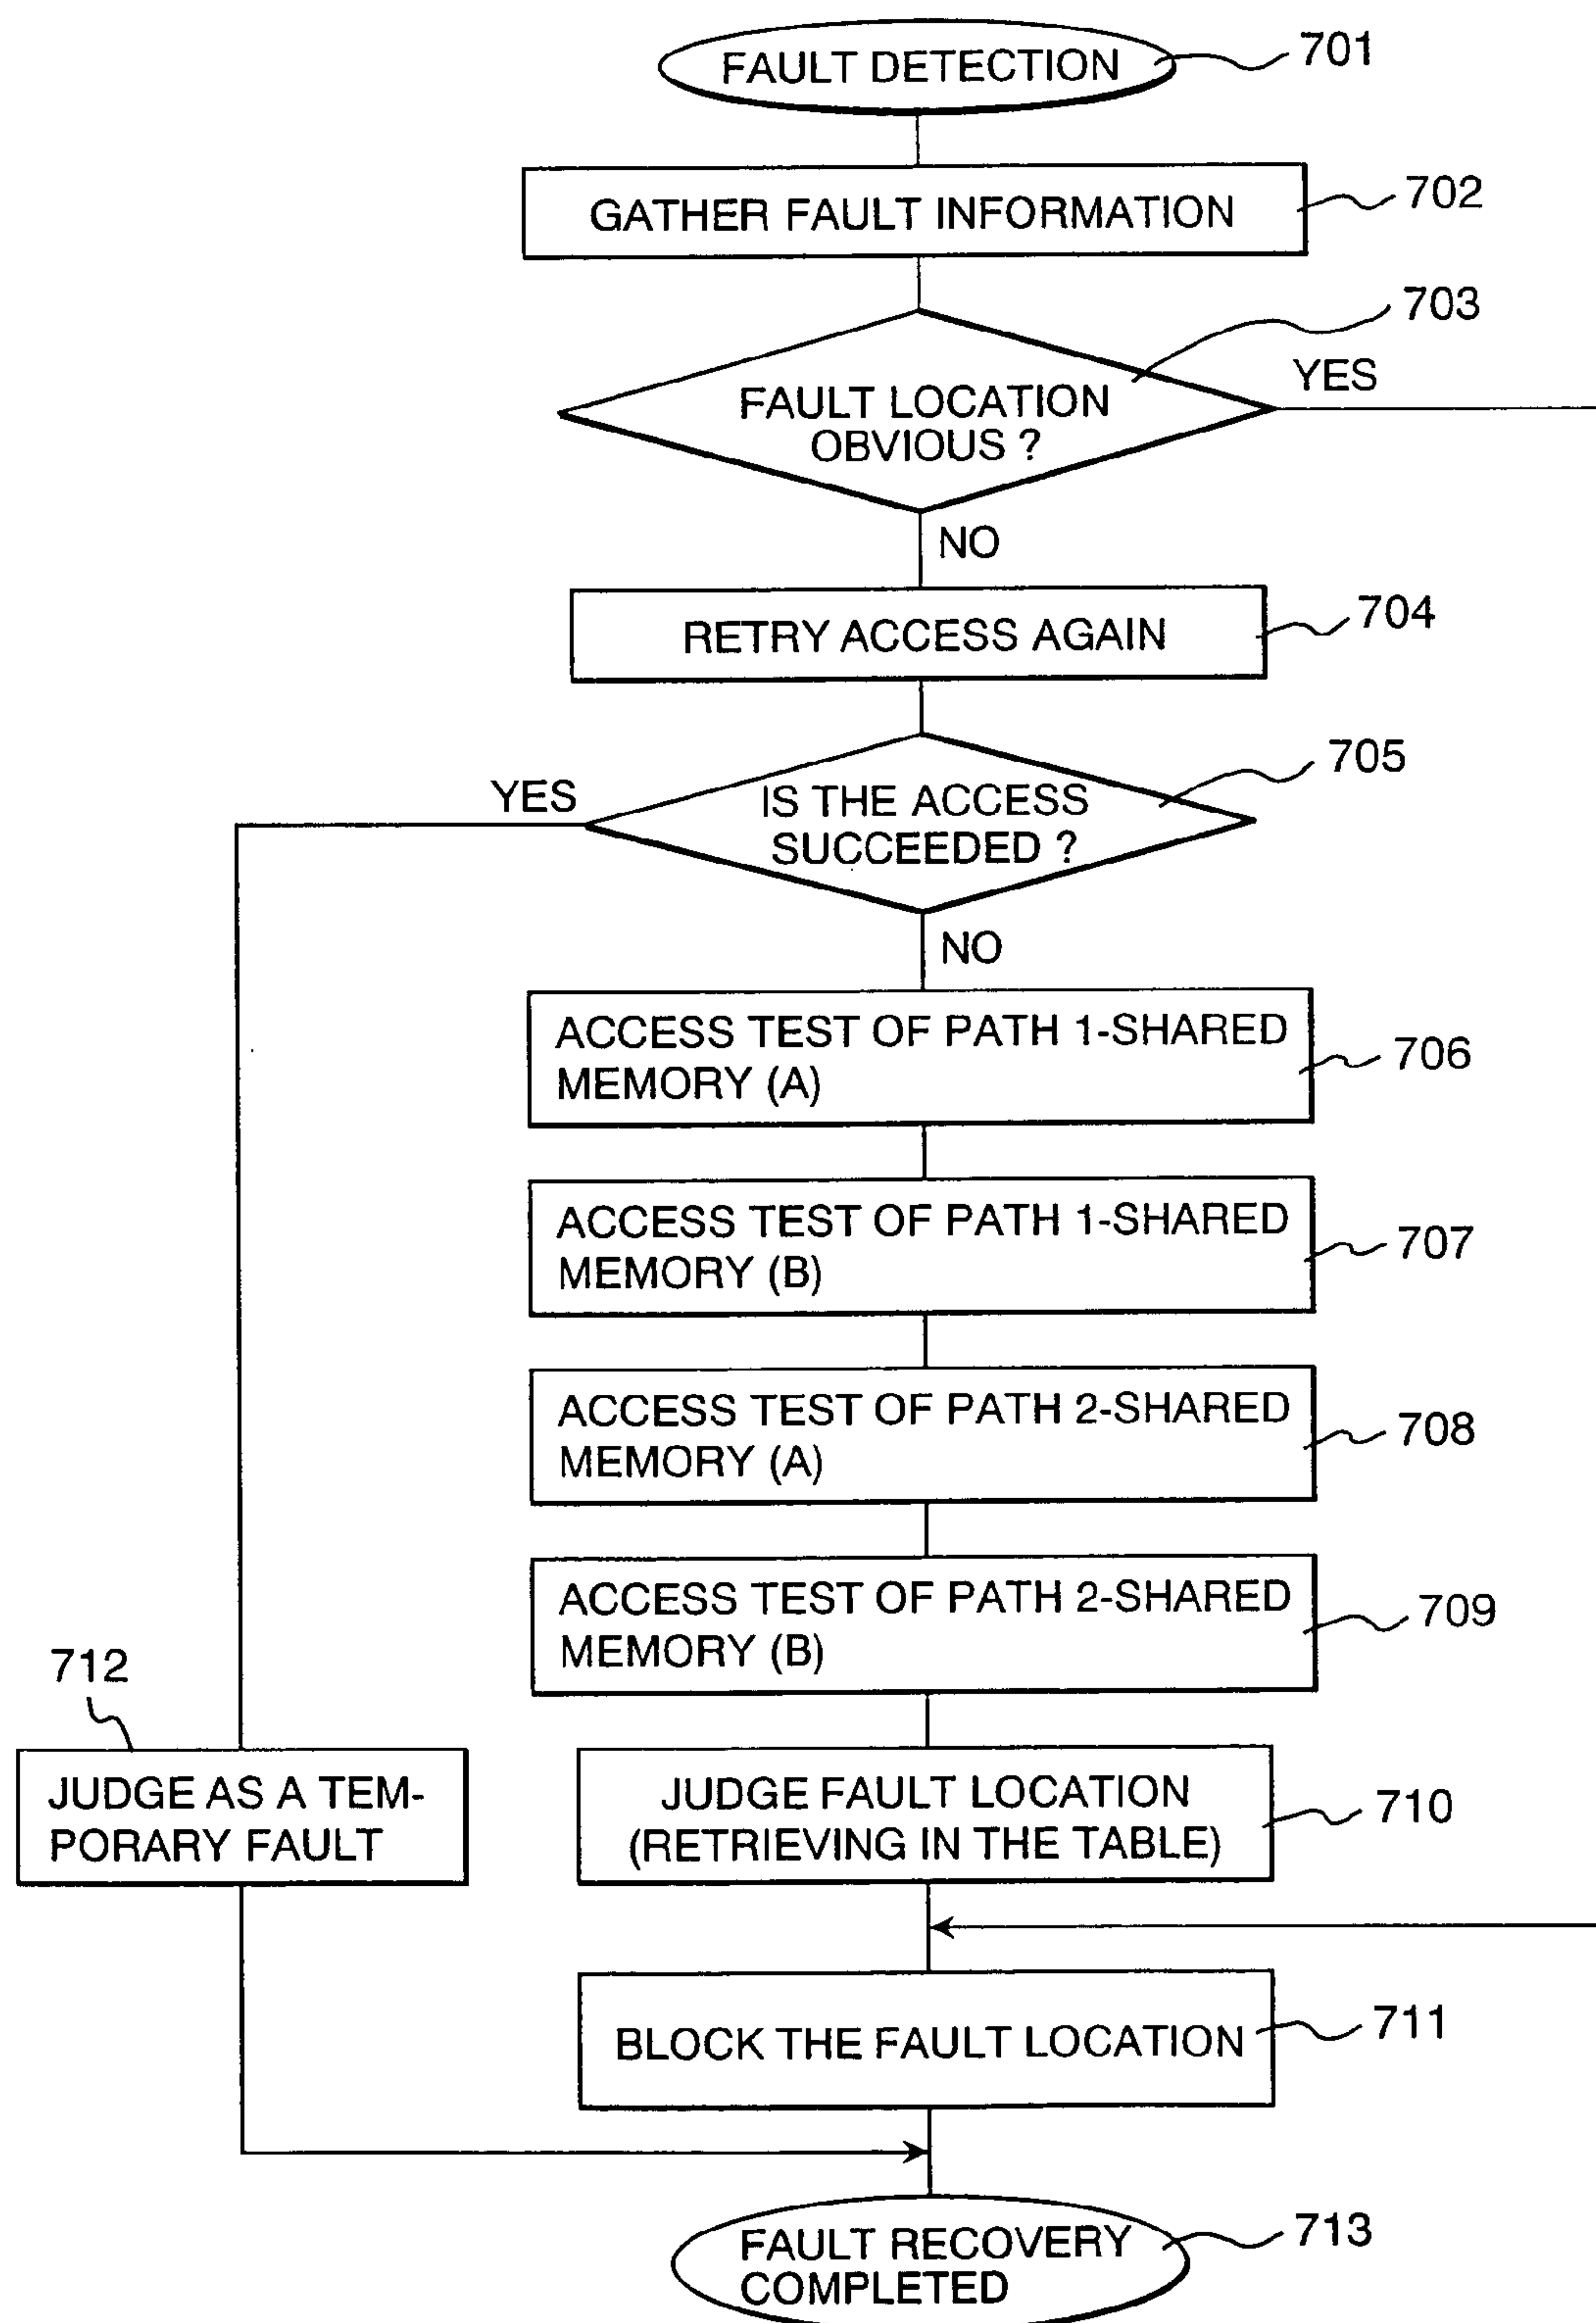 FAULT DETECTION
701
GATHER FAULT INFORMATION
702
703
FAULT LOCATION
OBVIOUS ?
YES
NO
RETRY ACCESS AGAIN
704
705
YES
IS THE ACCESS
SUCCEEDED ?
NO
ACCESS TEST OF PATH 1-SHARED
MEMORY (A)
706
ACCESS TEST OF PATH 1-SHARED
MEMORY (B)
707
ACCESS TEST OF PATH 2-SHARED
MEMORY (A)
708
ACCESS TEST OF PATH 2-SHARED
MEMORY (B)
709
712
JUDGE AS A TEM-
PORARY FAULT
JUDGE FAULT LOCATION
(RETRIEVING IN THE TABLE)
710
BLOCK THE FAULT LOCATION
711
FAULT RECOVERY
COMPLETED
713